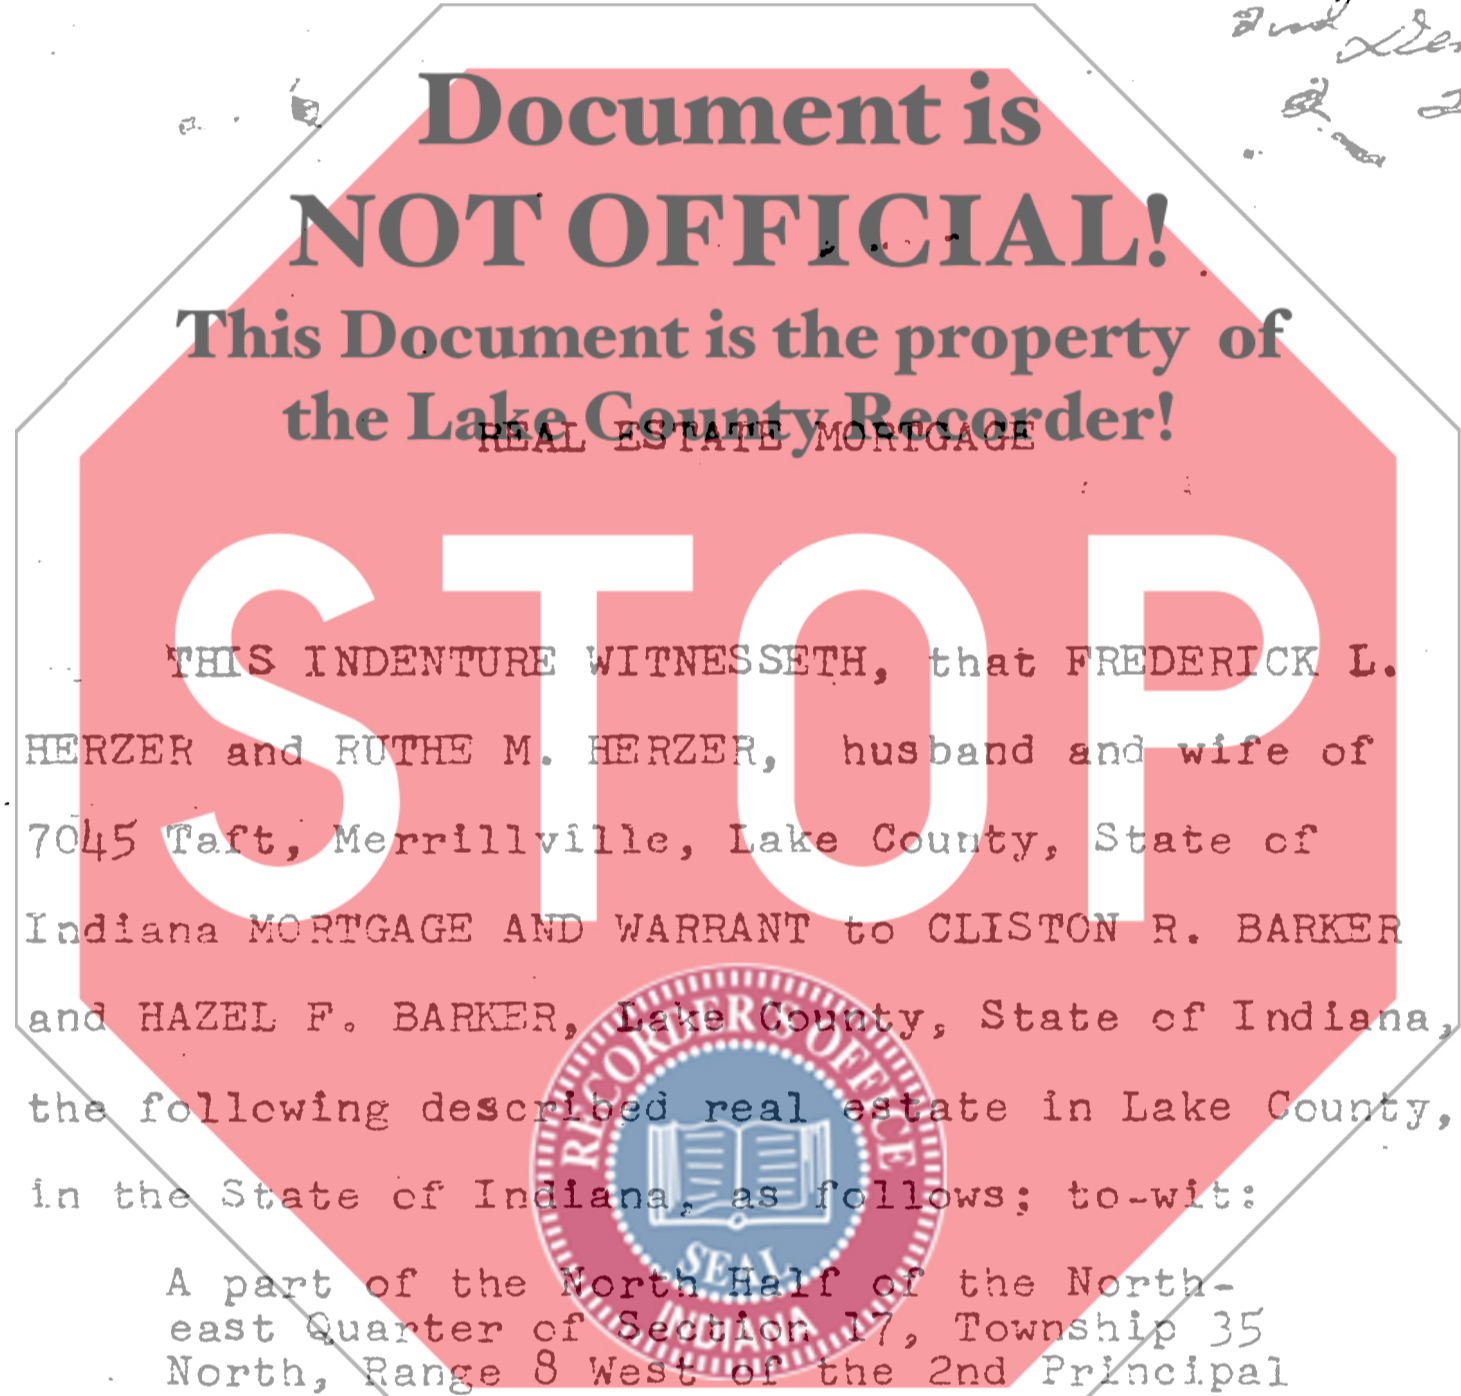 and
Document is
NOT OFFICIAL!
This Document is the property of
the Lake County Recorder!
REAL ESTATE MORTGAGE
STOP
THIS INDENTURE WITNESSETH, that FREDERICK L.
HERZER and RUTHE M. HERZER, husband and wife of
7045 Taft, Merrillville, Lake County, State of
Indiana MORTGAGE AND WARRANT to CLISTON R. BARKER
and HAZEL F. BARKER, Lake County, State of Indiana,
the following described real estate in Lake County,
in the State of Indiana, as follows; to-wit:
RECORDER'S OFFICE
SEAL
INDIANA
A part of the North Half of the North-
east Quarter of Section 17, Township 35
North, Range 8 West of the 2nd Principal